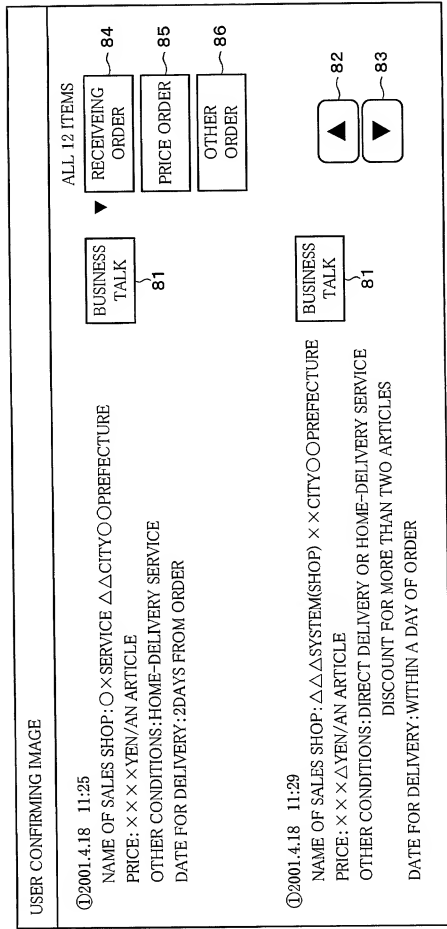 USER CONFIRMING IMAGE
ALL 12 ITEMS
①2001.4.18 11:25
NAME OF SALES SHOP:○×SERVICE △△CITY○○PREFECTURE
PRICE:××××YEN/AN ARTICLE
OTHER CONDITIONS:HOME-DELIVERY SERVICE
DATE FOR DELIVERY:2DAYS FROM ORDER
BUSINESS
TALK
81
▼
RECEIVEING
ORDER
84
PRICE ORDER
85
OTHER
ORDER
86
①2001.4.18 11:29
NAME OF SALES SHOP:△△△SYSTEM(SHOP) ××CITY○○PREFECTURE
PRICE:×××△YEN/AN ARTICLE
OTHER CONDITIONS:DIRECT DELIVERY OR HOME-DELIVERY SERVICE
DISCOUNT FOR MORE THAN TWO ARTICLES
DATE FOR DELIVERY:WITHIN A DAY OF ORDER
BUSINESS
TALK
81
▲
82
▼
83